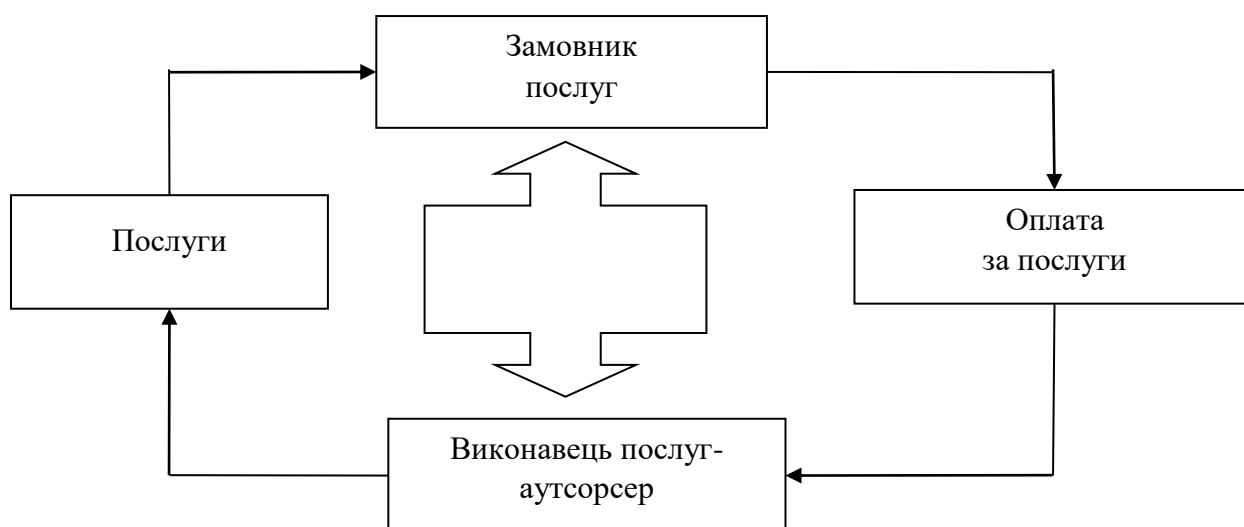 Замовник
послуг
Послуги
Оплата
за послуги
Виконавець послуг-
аутсорсер